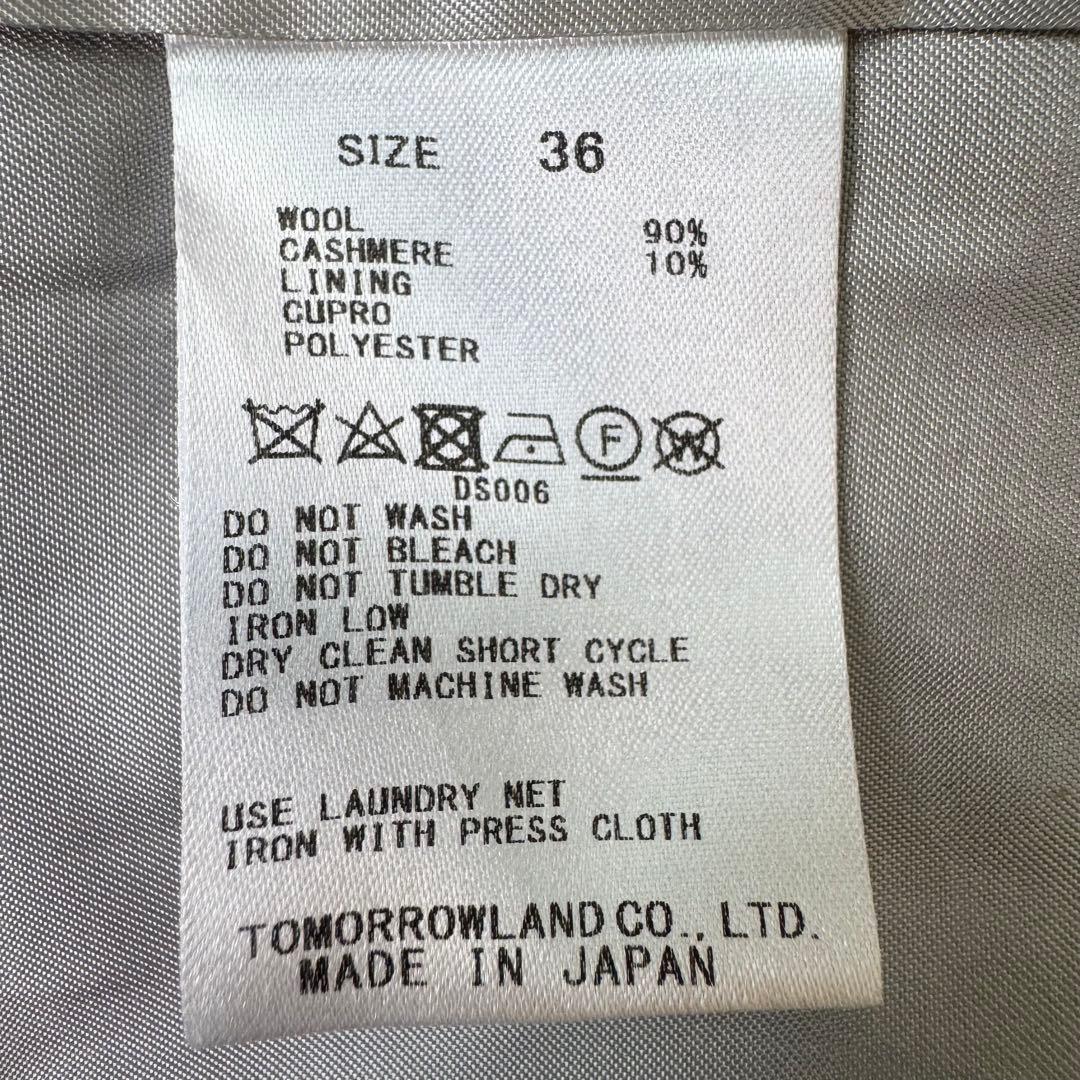 SIZE 36
WOOL 90%
CASHMERE 10%
LINING
CUPRO
POLYESTER
F W
DS006
DO NOT WASH
DO NOT BLEACH
DO NOT TUMBLE DRY
IRON LOW
DRY CLEAN SHORT CYCLE
DO NOT MACHINE WASH
USE LAUNDRY NET
IRON WITH PRESS CLOTH
TOMORROWLAND CO., LTD.
MADE IN JAPAN